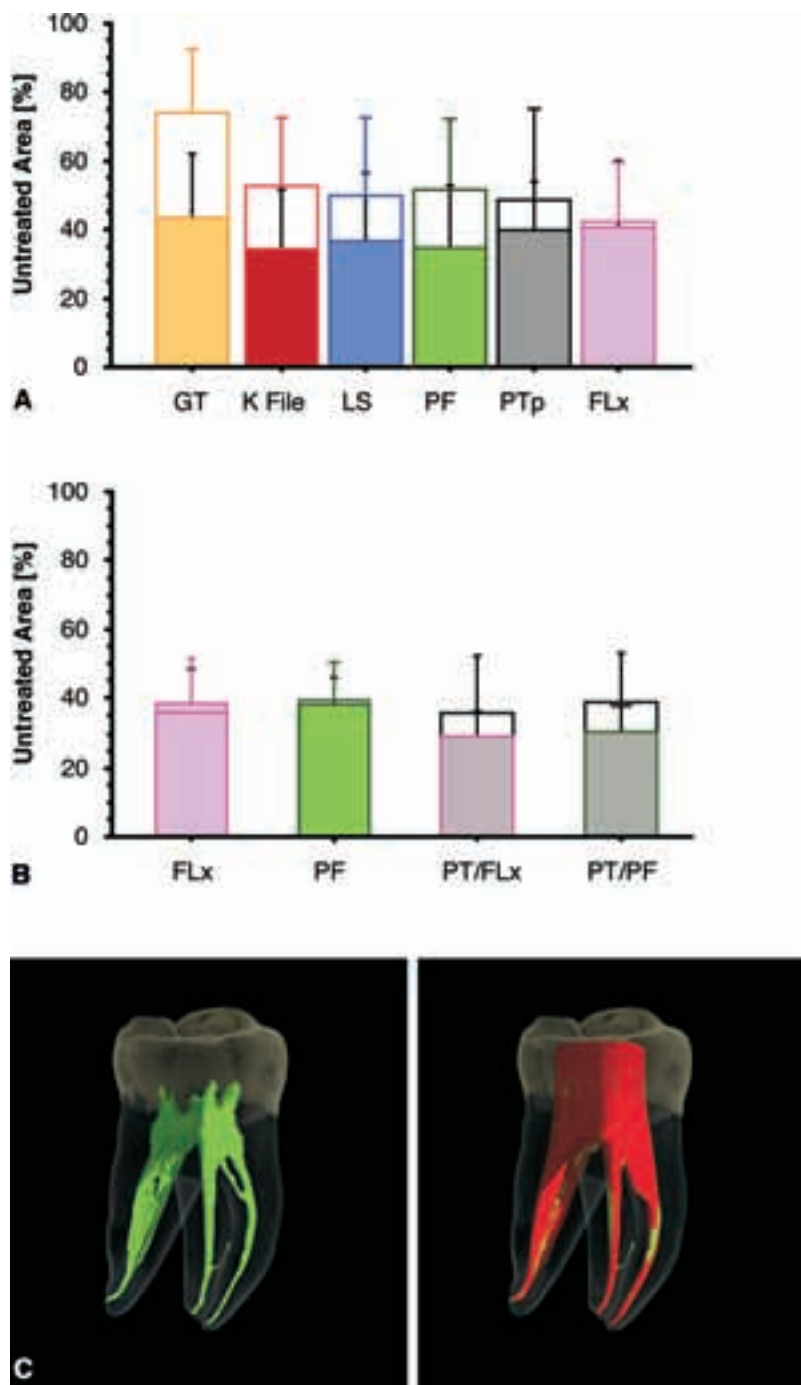 100
80
60
40
20
0
Untreated Area [%]
A
GT K File LS PF PTp FLx
100
80
60
40
20
0
Untreated Area [%]
B
FLx PF PT/FLx PT/PF
C